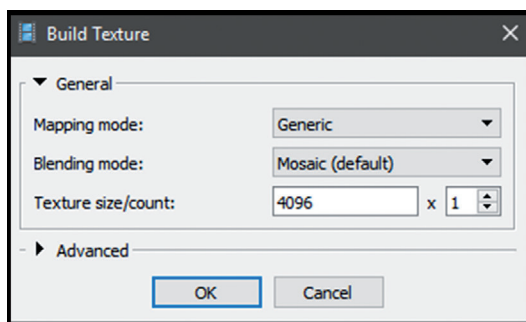 Build Texture
General
Mapping mode: Generic
Blending mode: Mosaic (default)
Texture size/count: 4096 x 1
Advanced
OK Cancel